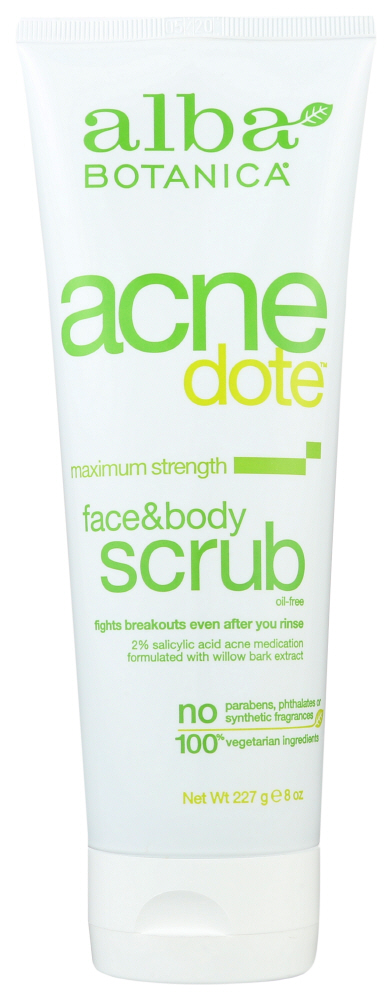 alba
BOTANICA®
acne
dote™
maximum strength
face&body
scrub
oil-free
fights breakouts even after you rinse
2% salicylic acid acne medication
formulated with willow bark extract
no parabens, phthalates or
synthetic fragrances
100% vegetarian ingredients
Net Wt 227 g ℮ 8 oz